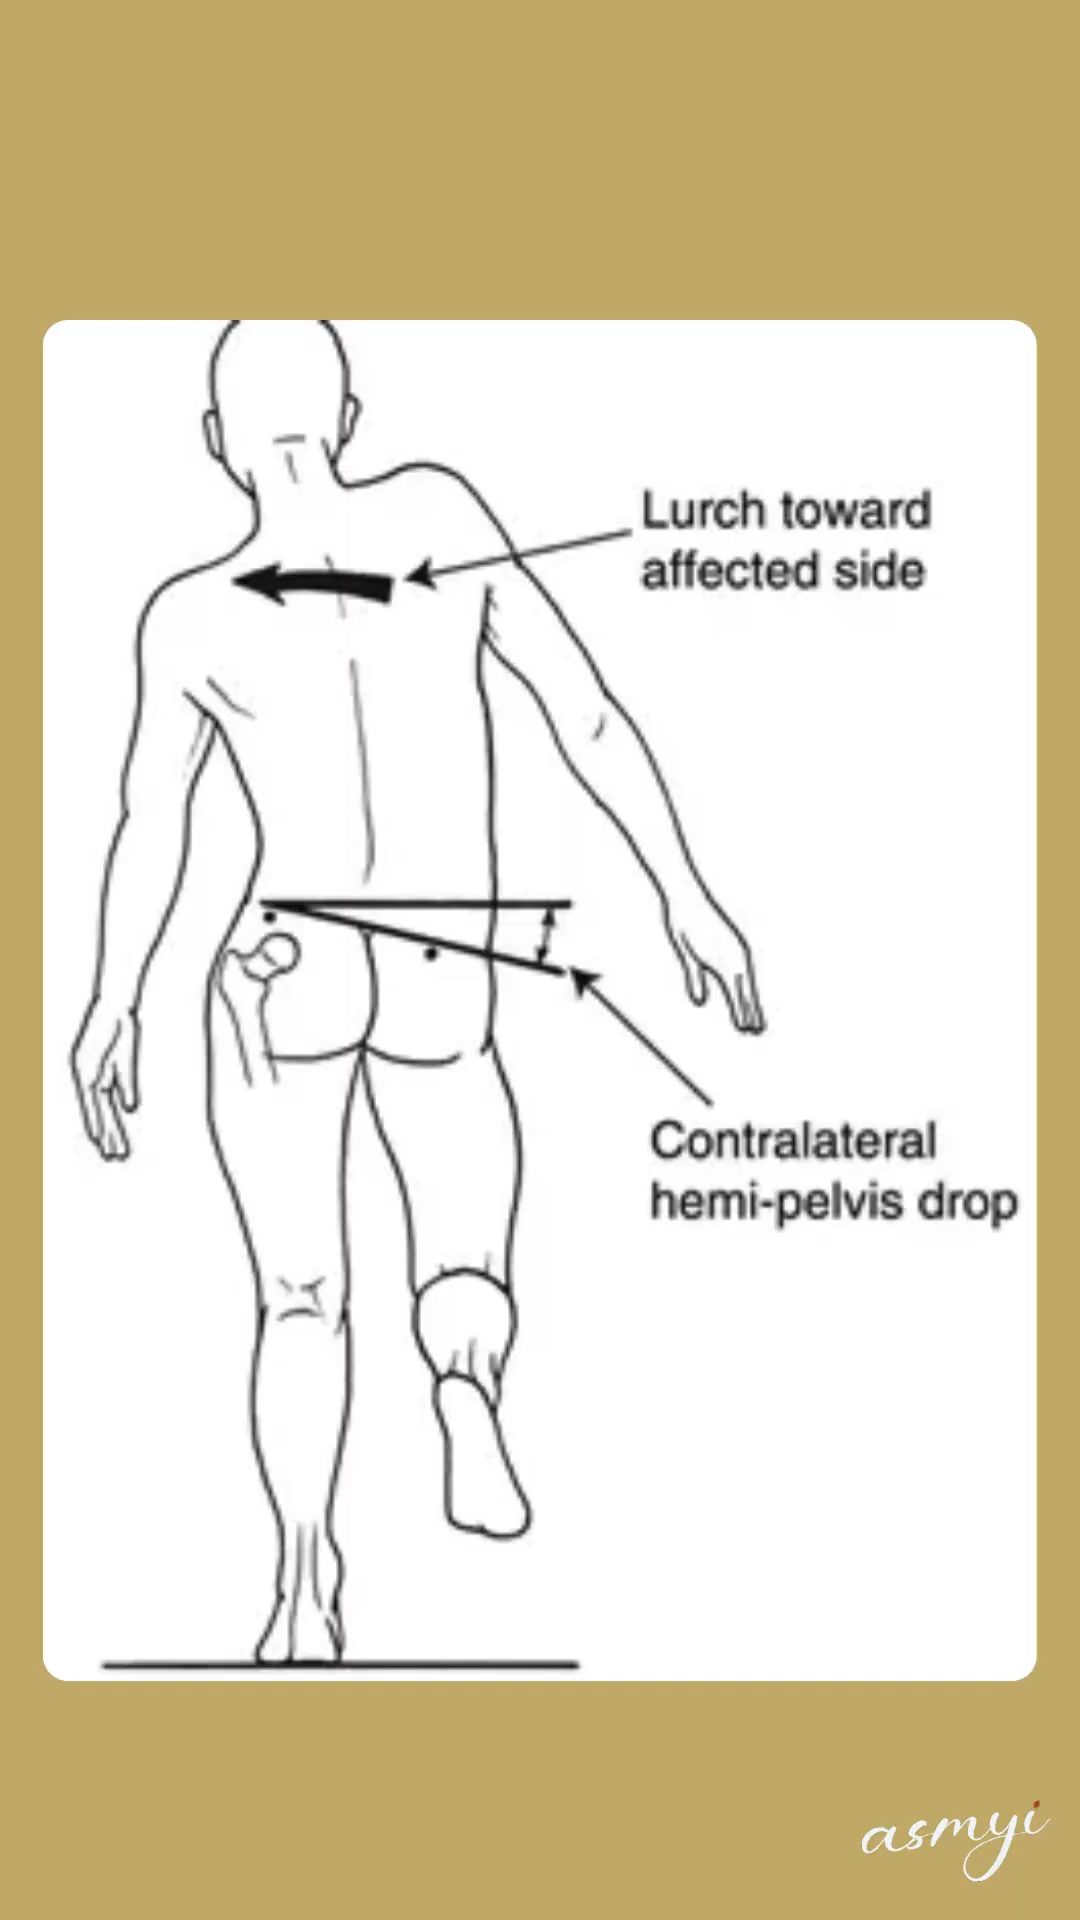 Lurch toward
affected side
Contralateral
hemi-pelvis drop
asmyi